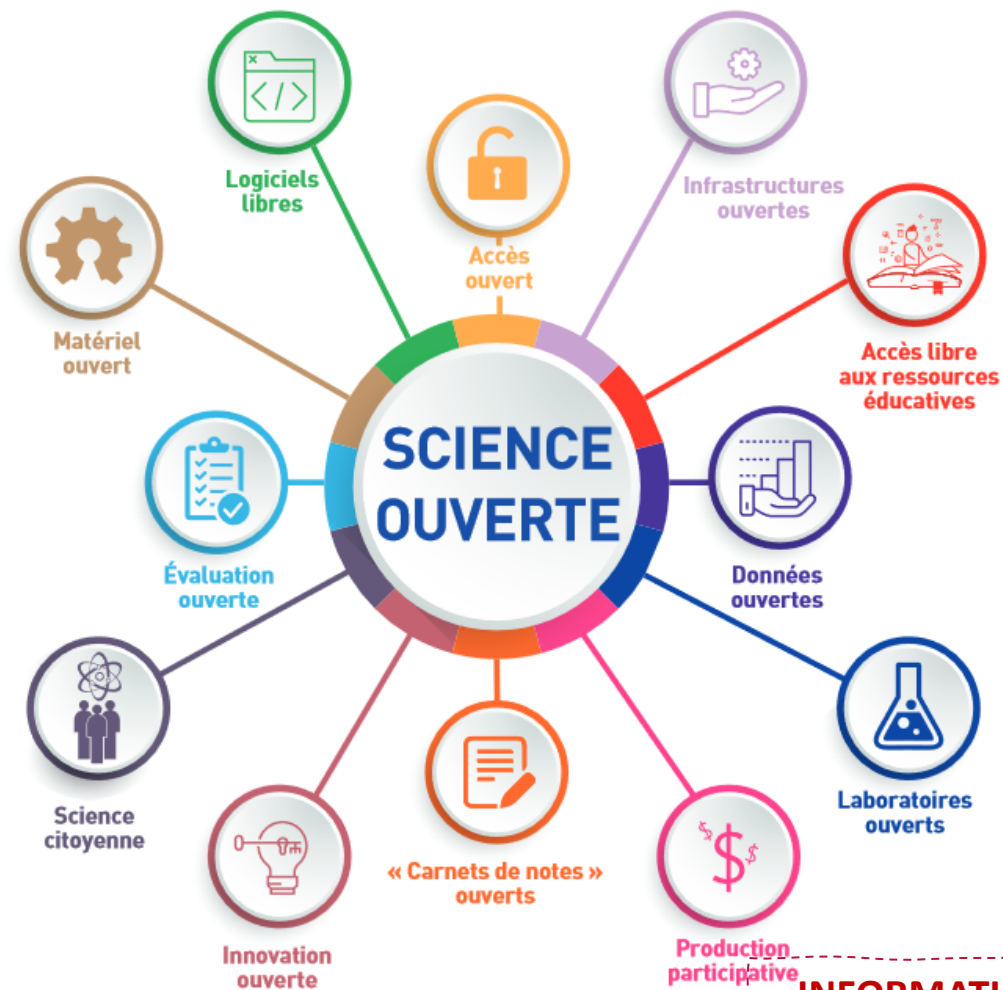 Logiciels
libres
Accès
ouvert
Infrastructures
ouvertes
Matériel
ouvert
Accès libre
aux ressources
éducatives
SCIENCE
OUVERTE
Évaluation
ouverte
Données
ouvertes
Science
citoyenne
Laboratoires
ouverts
« Carnets de notes »
ouverts
Innovation
ouverte
Production
participative